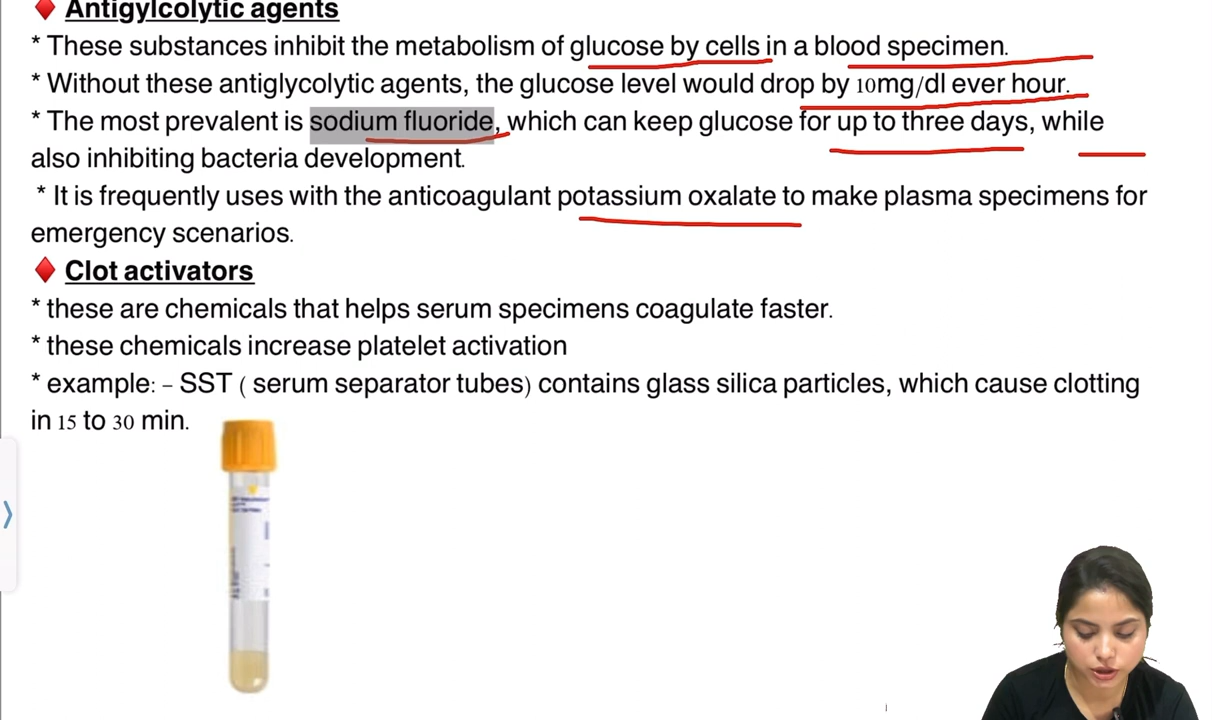 Antigylcolytic agents
* These substances inhibit the metabolism of glucose by cells in a blood specimen.
* Without these antiglycolytic agents, the glucose level would drop by 10mg/dl ever hour.
* The most prevalent is sodium fluoride, which can keep glucose for up to three days, while
also inhibiting bacteria development.
* It is frequently uses with the anticoagulant potassium oxalate to make plasma specimens for
emergency scenarios.
Clot activators
* these are chemicals that helps serum specimens coagulate faster.
* these chemicals increase platelet activation
* example: – SST ( serum separator tubes) contains glass silica particles, which cause clotting
in 15 to 30 min.